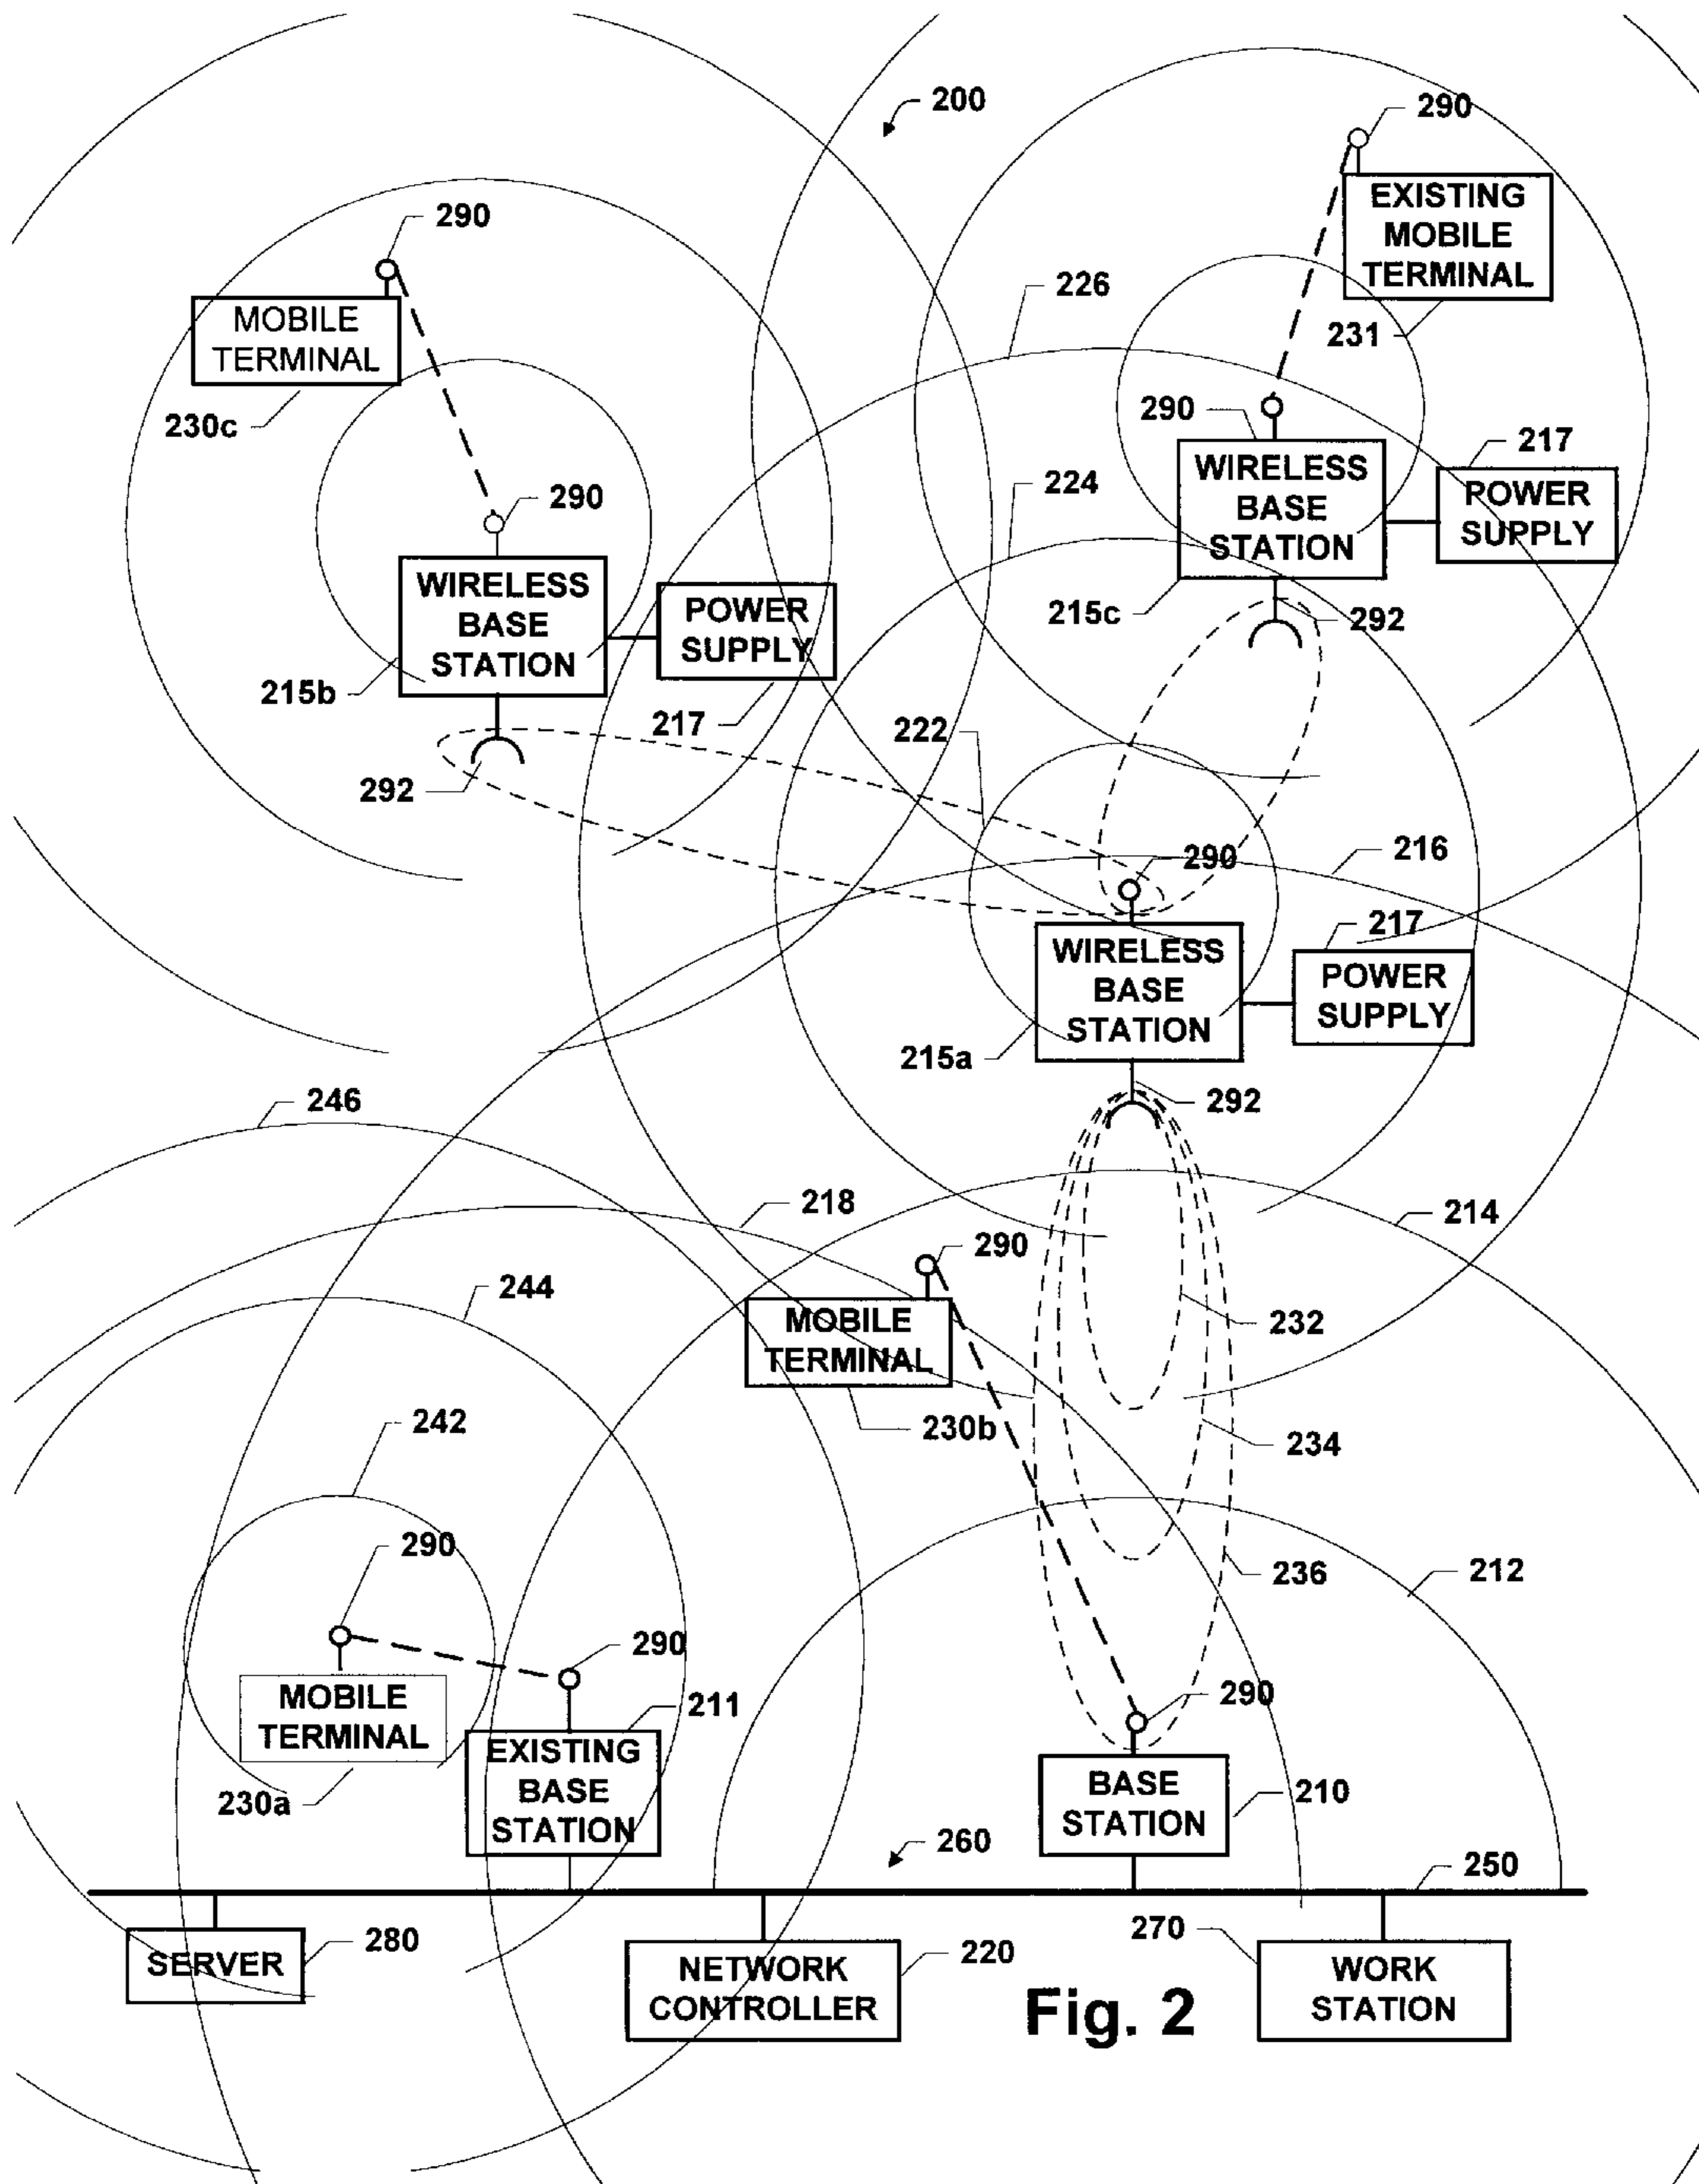 200
290
EXISTING
MOBILE
TERMINAL
231
290
MOBILE
TERMINAL
230c
226
290
WIRELESS
BASE
STATION
215c
217
POWER
SUPPLY
292
224
290
WIRELESS
BASE
STATION
215b
POWER
SUPPLY
217
292
222
290
216
WIRELESS
BASE
STATION
215a
217
POWER
SUPPLY
292
246
218
214
290
244
MOBILE
TERMINAL
230b
232
234
242
236
212
290
290
MOBILE
TERMINAL
230a
211
EXISTING
BASE
STATION
290
BASE
STATION
210
260
250
SERVER
280
NETWORK
CONTROLLER
220
270
WORK
STATION
Fig. 2